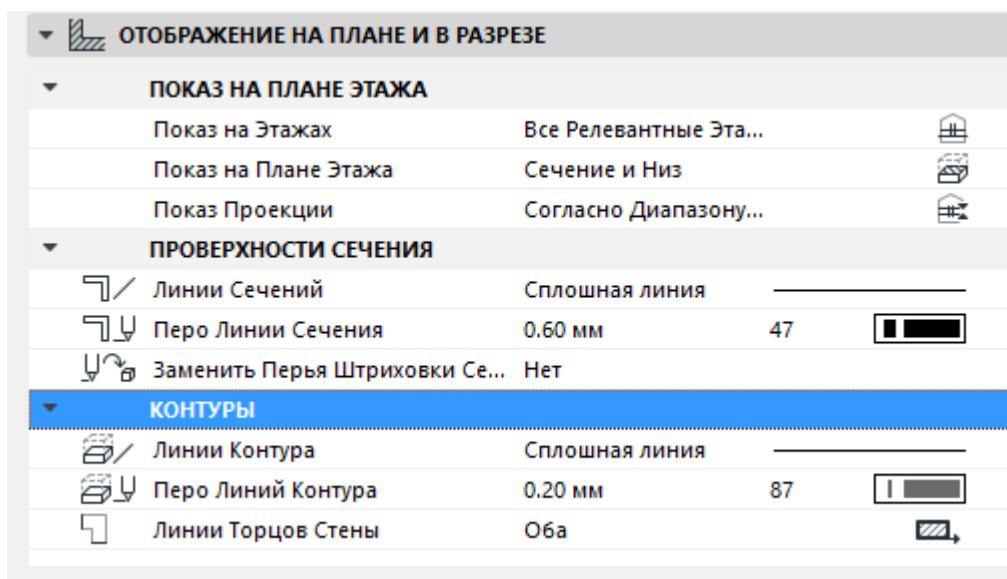 ОТОБРАЖЕНИЕ НА ПЛАНЕ И В РАЗРЕЗЕ
ПОКАЗ НА ПЛАНЕ ЭТАЖА
Показ на Этажах Все Релевантные Эта...
Показ на Плане Этажа Сечение и Низ
Показ Проекции Согласно Диапазону...
ПРОВЕРХНОСТИ СЕЧЕНИЯ
Линии Сечений Сплошная линия
Перо Линии Сечения 0.60 мм 47
Заменить Перья Штриховки Се... Нет
КОНТУРЫ
Линии Контура Сплошная линия
Перо Линий Контура 0.20 мм 87
Линии Торцов Стены Оба